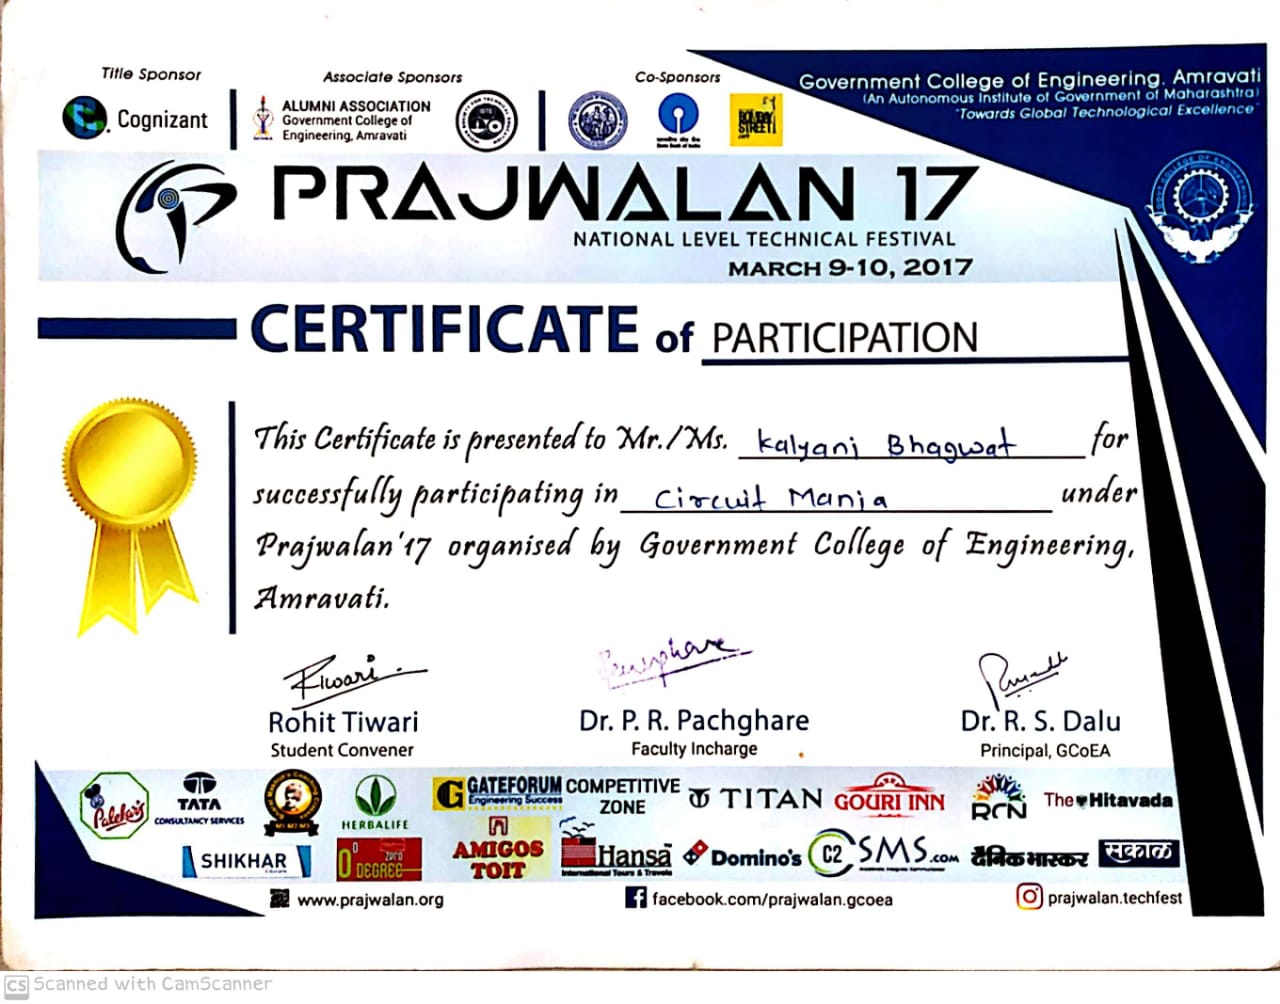 Title Sponsor
Associate Sponsors
Co-Sponsors
Cognizant
ALUMNI ASSOCIATION
Government College of
Engineering, Amravati
State Bank of India
BOMBAY
STREET!
Government College of Engineering. Amravati
(An Autonomous Institute of Government of Maharashtra)
"Towards Global Technological Excellence"
PRAJWALAN 17
NATIONAL LEVEL TECHNICAL FESTIVAL
MARCH 9-10, 2017
CERTIFICATE of PARTICIPATION
This Certificate is presented to Mr./Ms. Kalyani Bhagwat for
successfully participating in Circuit Mania under
Prajwalan'17 organised by Government College of Engineering,
Amravati.
Rohit Tiwari
Student Convener
Dr. P. R. Pachghare
Faculty Incharge
Dr. R. S. Dalu
Principal, GCoEA
Paleka's
TATA
CONSULTANCY SERVICES
HERBALIFE
GATEFORUM
Engineering Success
COMPETITIVE
ZONE
TITAN
GOURI INN
RCN
The Hitavada
SHIKHAR
0° ZERO
DEGREE
AMIGOS
TOIT
Hansa
International Tours & Travels
Domino's
C2 SMS.COM
दैनिक भास्कर
सकाळ
www.prajwalan.org
facebook.com/prajwalan.gcoea
prajwalan.techfest
CS Scanned with CamScanner